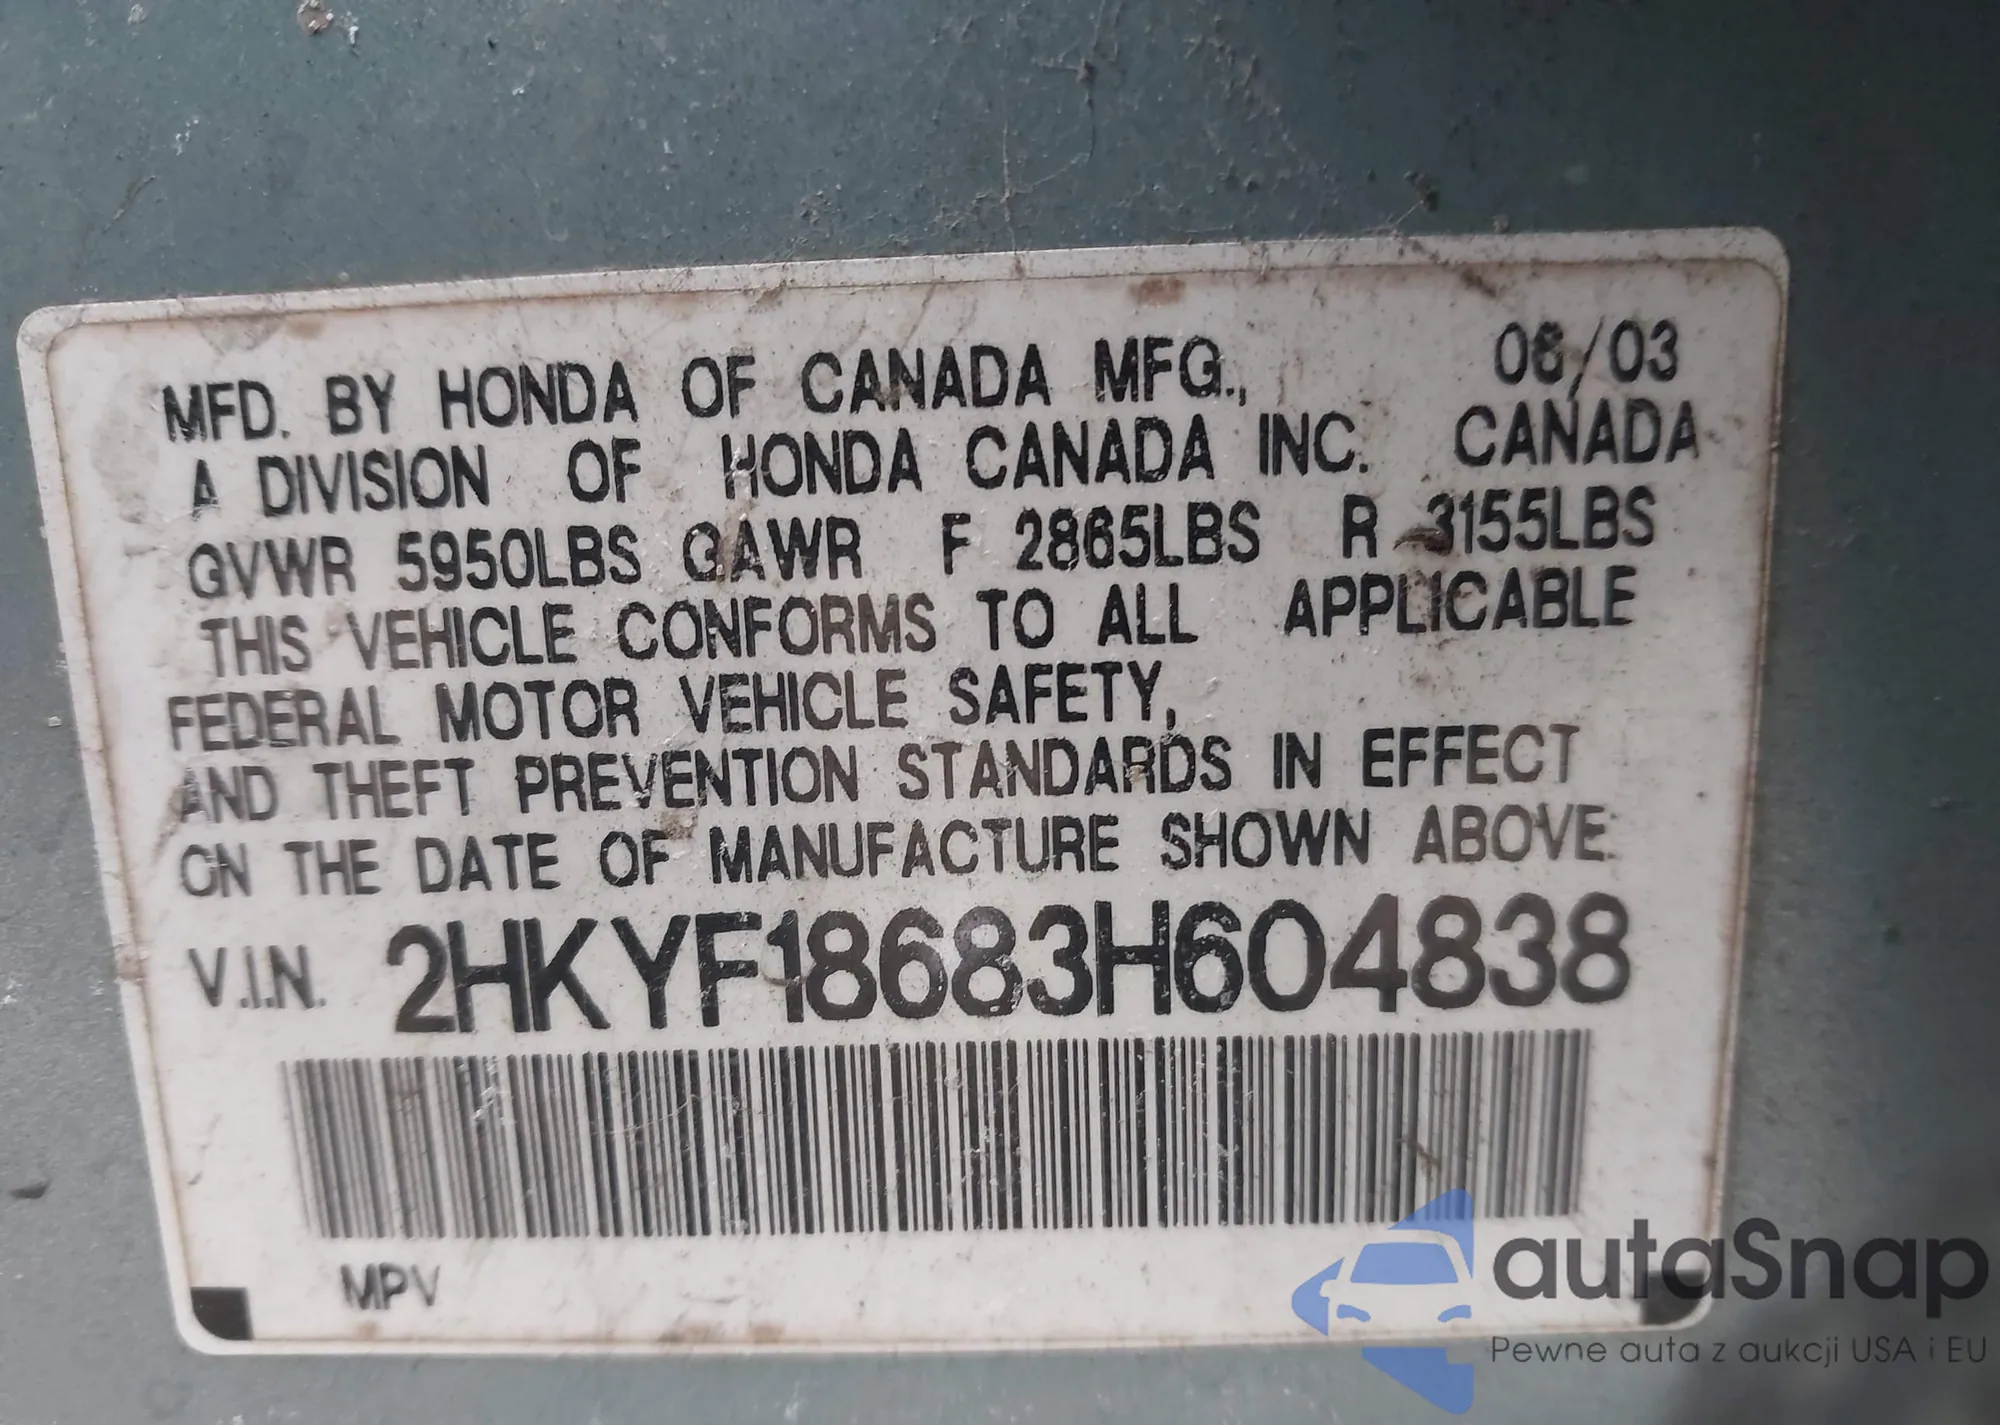 MFD. BY HONDA OF CANADA MFG., 06/03
A DIVISION OF HONDA CANADA INC. CANADA
GVWR 5950LBS GAWR F 2865LBS R 3155LBS
THIS VEHICLE CONFORMS TO ALL APPLICABLE
FEDERAL MOTOR VEHICLE SAFETY,
AND THEFT PREVENTION STANDARDS IN EFFECT
ON THE DATE OF MANUFACTURE SHOWN ABOVE.
V.I.N. 2HKYF18683H604838
MPV
autaSnap
Pewne auta z aukcji USA i EU